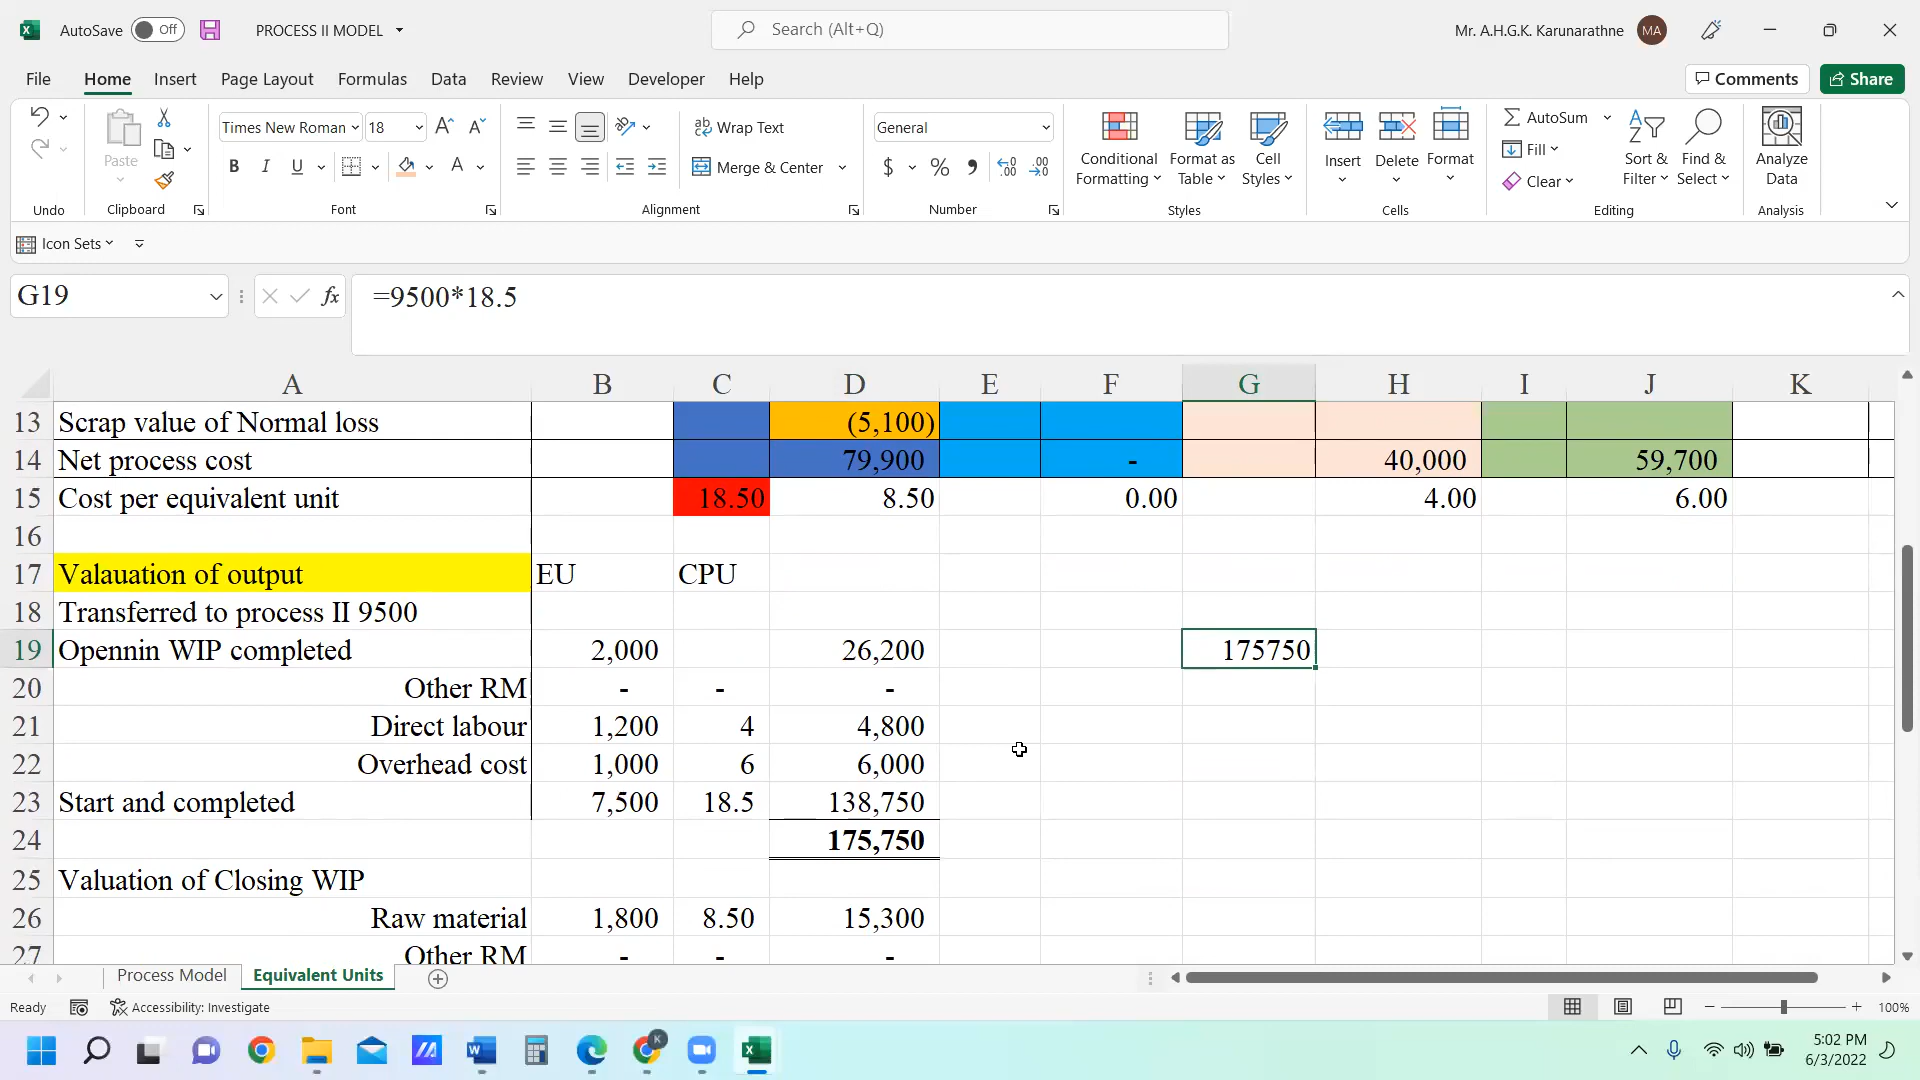 AutoSave Off PROCESS II MODEL Search (Alt+Q) Mr. A.H.G.K. Karunarathne MA
File Home Insert Page Layout Formulas Data Review View Developer Help Comments Share
Times New Roman 18 Wrap Text General AutoSum
Paste Conditional Formatting Format as Table Cell Styles Insert Delete Format Fill Sort & Filter Find & Select Analyze Data
B I U A Merge & Center $ % Clear
Undo Clipboard Font Alignment Number Styles Cells Editing Analysis
Icon Sets
G19 fx =9500*18.5
A B C D E F G H I J K
13 Scrap value of Normal loss (5,100)
14 Net process cost 79,900 - 40,000 59,700
15 Cost per equivalent unit 18.50 8.50 0.00 4.00 6.00
16
17 Valauation of output EU CPU
18 Transferred to process II 9500
19 Opennin WIP completed 2,000 26,200 175750
20 Other RM - - -
21 Direct labour 1,200 4 4,800
22 Overhead cost 1,000 6 6,000
23 Start and completed 7,500 18.5 138,750
24 175,750
25 Valuation of Closing WIP
26 Raw material 1,800 8.50 15,300
27 Other RM - - -
Process Model Equivalent Units
Ready Accessibility: Investigate 100%
5:02 PM
6/3/2022